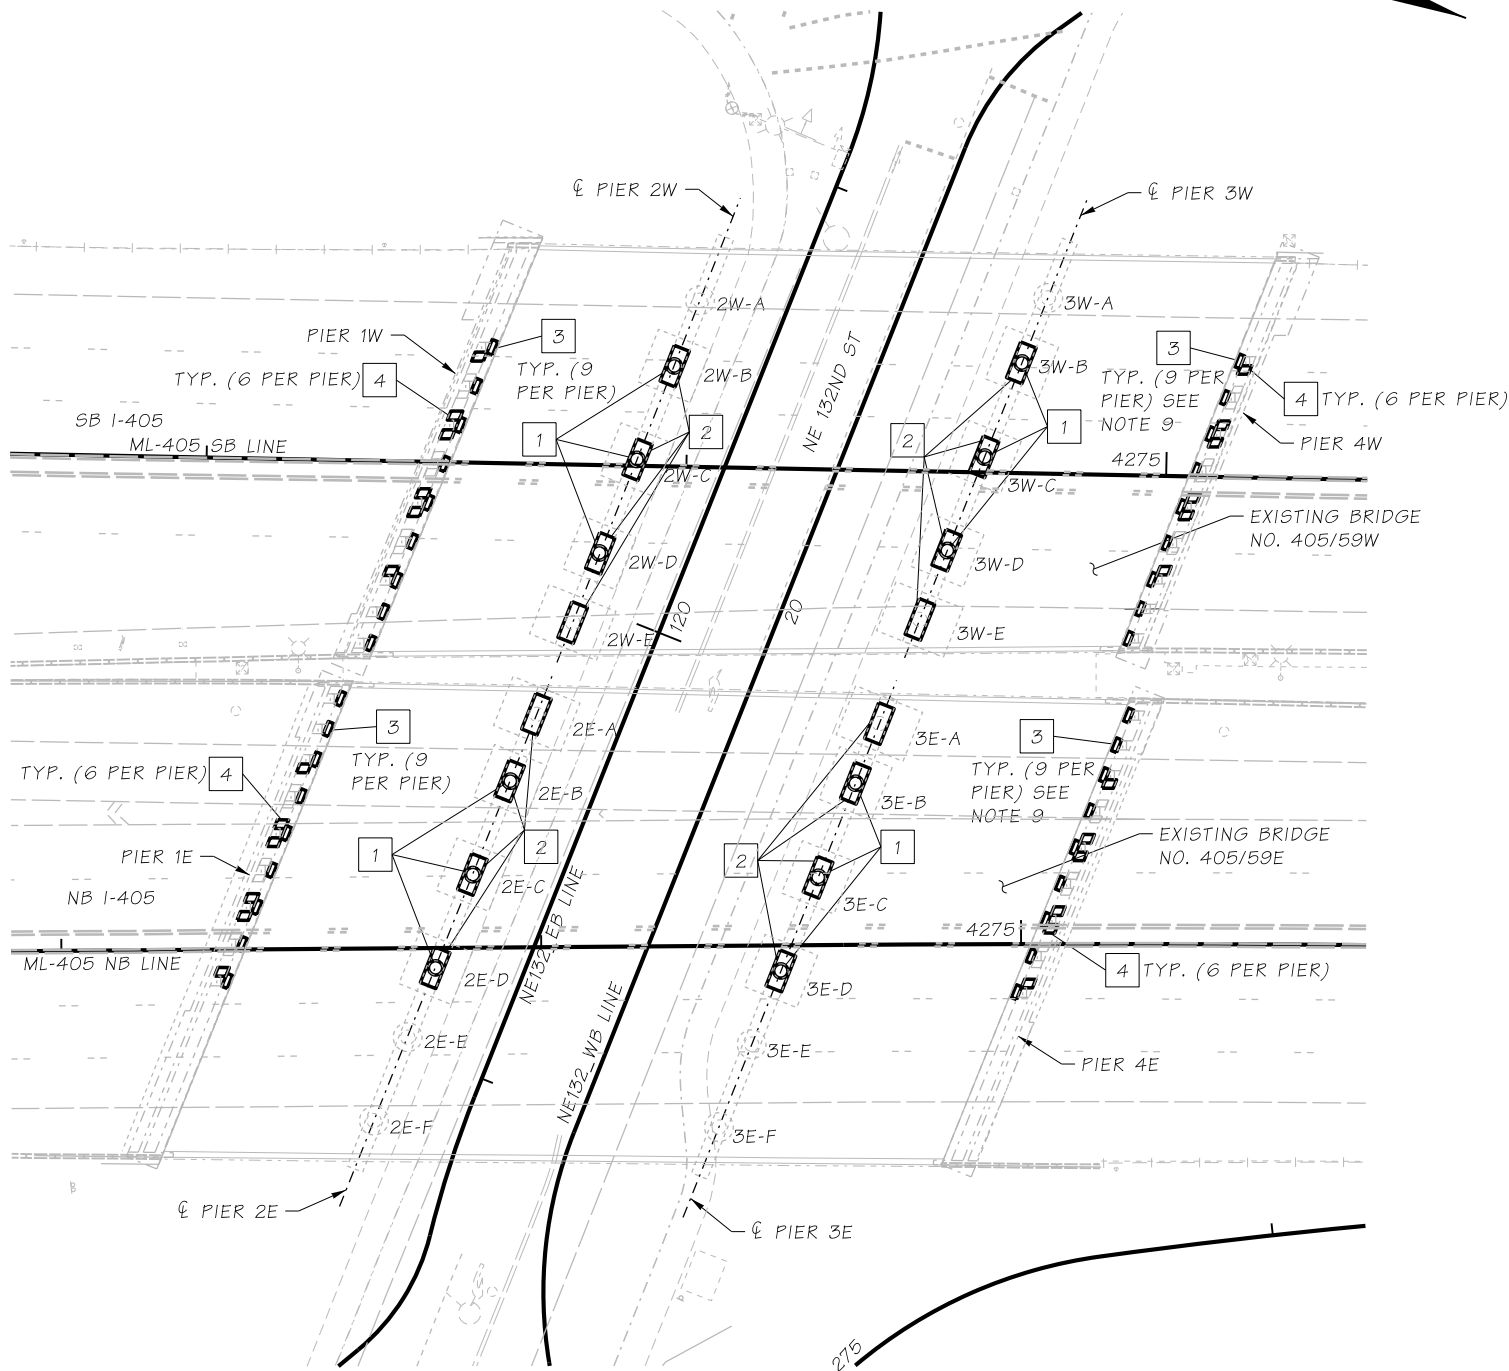 ℄ PIER 2W
℄ PIER 3W
2W-A
3W-A
PIER 1W
3
TYP. (9
PER PIER)
TYP. (6 PER PIER)
4
2W-B
NE 132ND ST
3W-B
3
TYP. (9 PER
PIER) SEE
NOTE 9
4
TYP. (6 PER PIER)
SB I-405
ML-405 SB LINE
1
2
2
1
PIER 4W
4275
2W-C
3W-C
EXISTING BRIDGE
NO. 405/59W
2W-D
3W-D
2W-E
120
20
3W-E
3
TYP. (9
PER PIER)
2E-A
3E-A
3
TYP. (9 PER
PIER) SEE
NOTE 9
TYP. (6 PER PIER)
4
2E-B
3E-B
EXISTING BRIDGE
NO. 405/59E
PIER 1E
1
2
2
1
2E-C
3E-C
NB I-405
4275
ML-405 NB LINE
NE132_EB LINE
4
TYP. (6 PER PIER)
2E-D
3E-D
NE132_WB LINE
2E-E
3E-E
PIER 4E
2E-F
3E-F
℄ PIER 2E
℄ PIER 3E
275